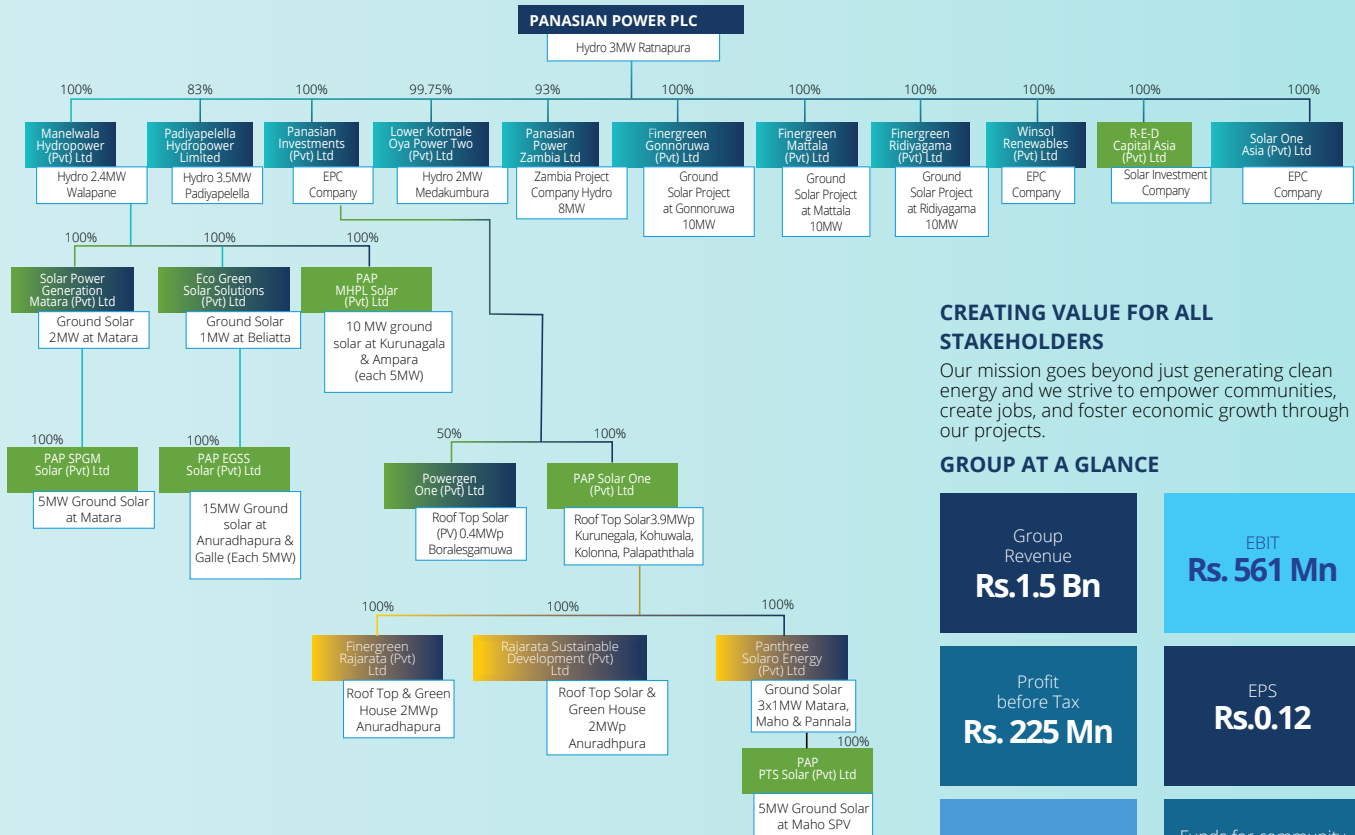 PANASIAN POWER PLC
Hydro 3MW Ratnapura
100%
83%
100%
99.75%
93%
100%
100%
100%
100%
100%
100%
Manelwala
Hydropower
(Pvt) Ltd
Hydro 2.4MW
Walapane
Padiyapelella
Hydropower
Limited
Hydro 3.5MW
Padiyapelella
Panasian
Investments
(Pvt) Ltd
EPC
Company
Lower Kotmale
Oya Power Two
(Pvt) Ltd
Hydro 2MW
Medakumbura
Panasian
Power
Zambia Ltd
Zambia Project
Company Hydro
8MW
Finergreen
Gonnoruwa
(Pvt) Ltd
Ground
Solar Project
at Gonnoruwa
10MW
Finergreen
Mattala
(Pvt) Ltd
Ground
Solar Project
at Mattala
10MW
Finergreen
Ridiyagama
(Pvt) Ltd
Ground
Solar Project
at Ridiyagama
10MW
Winsol
Renewables
(Pvt) Ltd
EPC
Company
R-E-D
Capital Asia
(Pvt) Ltd
Solar Investment
Company
Solar One
Asia (Pvt) Ltd
EPC
Company
100%
100%
100%
Solar Power
Generation
Matara (Pvt) Ltd
Ground Solar
2MW at Matara
Eco Green
Solar Solutions
(Pvt) Ltd
Ground Solar
1MW at Beliatta
PAP
MHPL Solar
(Pvt) Ltd
10 MW ground
solar at Kurunagala
& Ampara
(each 5MW)
100%
PAP SPGM
Solar (Pvt) Ltd
5MW Ground Solar
at Matara
100%
PAP EGSS
Solar (Pvt) Ltd
15MW Ground
solar at
Anuradhapura &
Galle (Each 5MW)
50%
Powergen
One (Pvt) Ltd
Roof Top Solar
(PV) 0.4MWp
Boralesgamuwa
100%
PAP Solar One
(Pvt) Ltd
Roof Top Solar3.9MWp
Kurunegala, Kohuwala,
Kolonna, Palapaththala
100%
Finergreen
Rajarata (Pvt)
Ltd
Roof Top & Green
House 2MWp
Anuradhapura
100%
Rajarata Sustainable
Development (Pvt)
Ltd
Roof Top Solar &
Green House
2MWp
Anuradhpura
100%
Panthree
Solaro Energy
(Pvt) Ltd
Ground Solar
3x1MW Matara,
Maho & Pannala
100%
PAP
PTS Solar (Pvt) Ltd
5MW Ground Solar
at Maho SPV
CREATING VALUE FOR ALL
STAKEHOLDERS
Our mission goes beyond just generating clean
energy and we strive to empower communities,
create jobs, and foster economic growth through
our projects.
GROUP AT A GLANCE
Group
Revenue
Rs.1.5 Bn
EBIT
Rs. 561 Mn
Profit
before Tax
Rs. 225 Mn
EPS
Rs.0.12
Funds for community